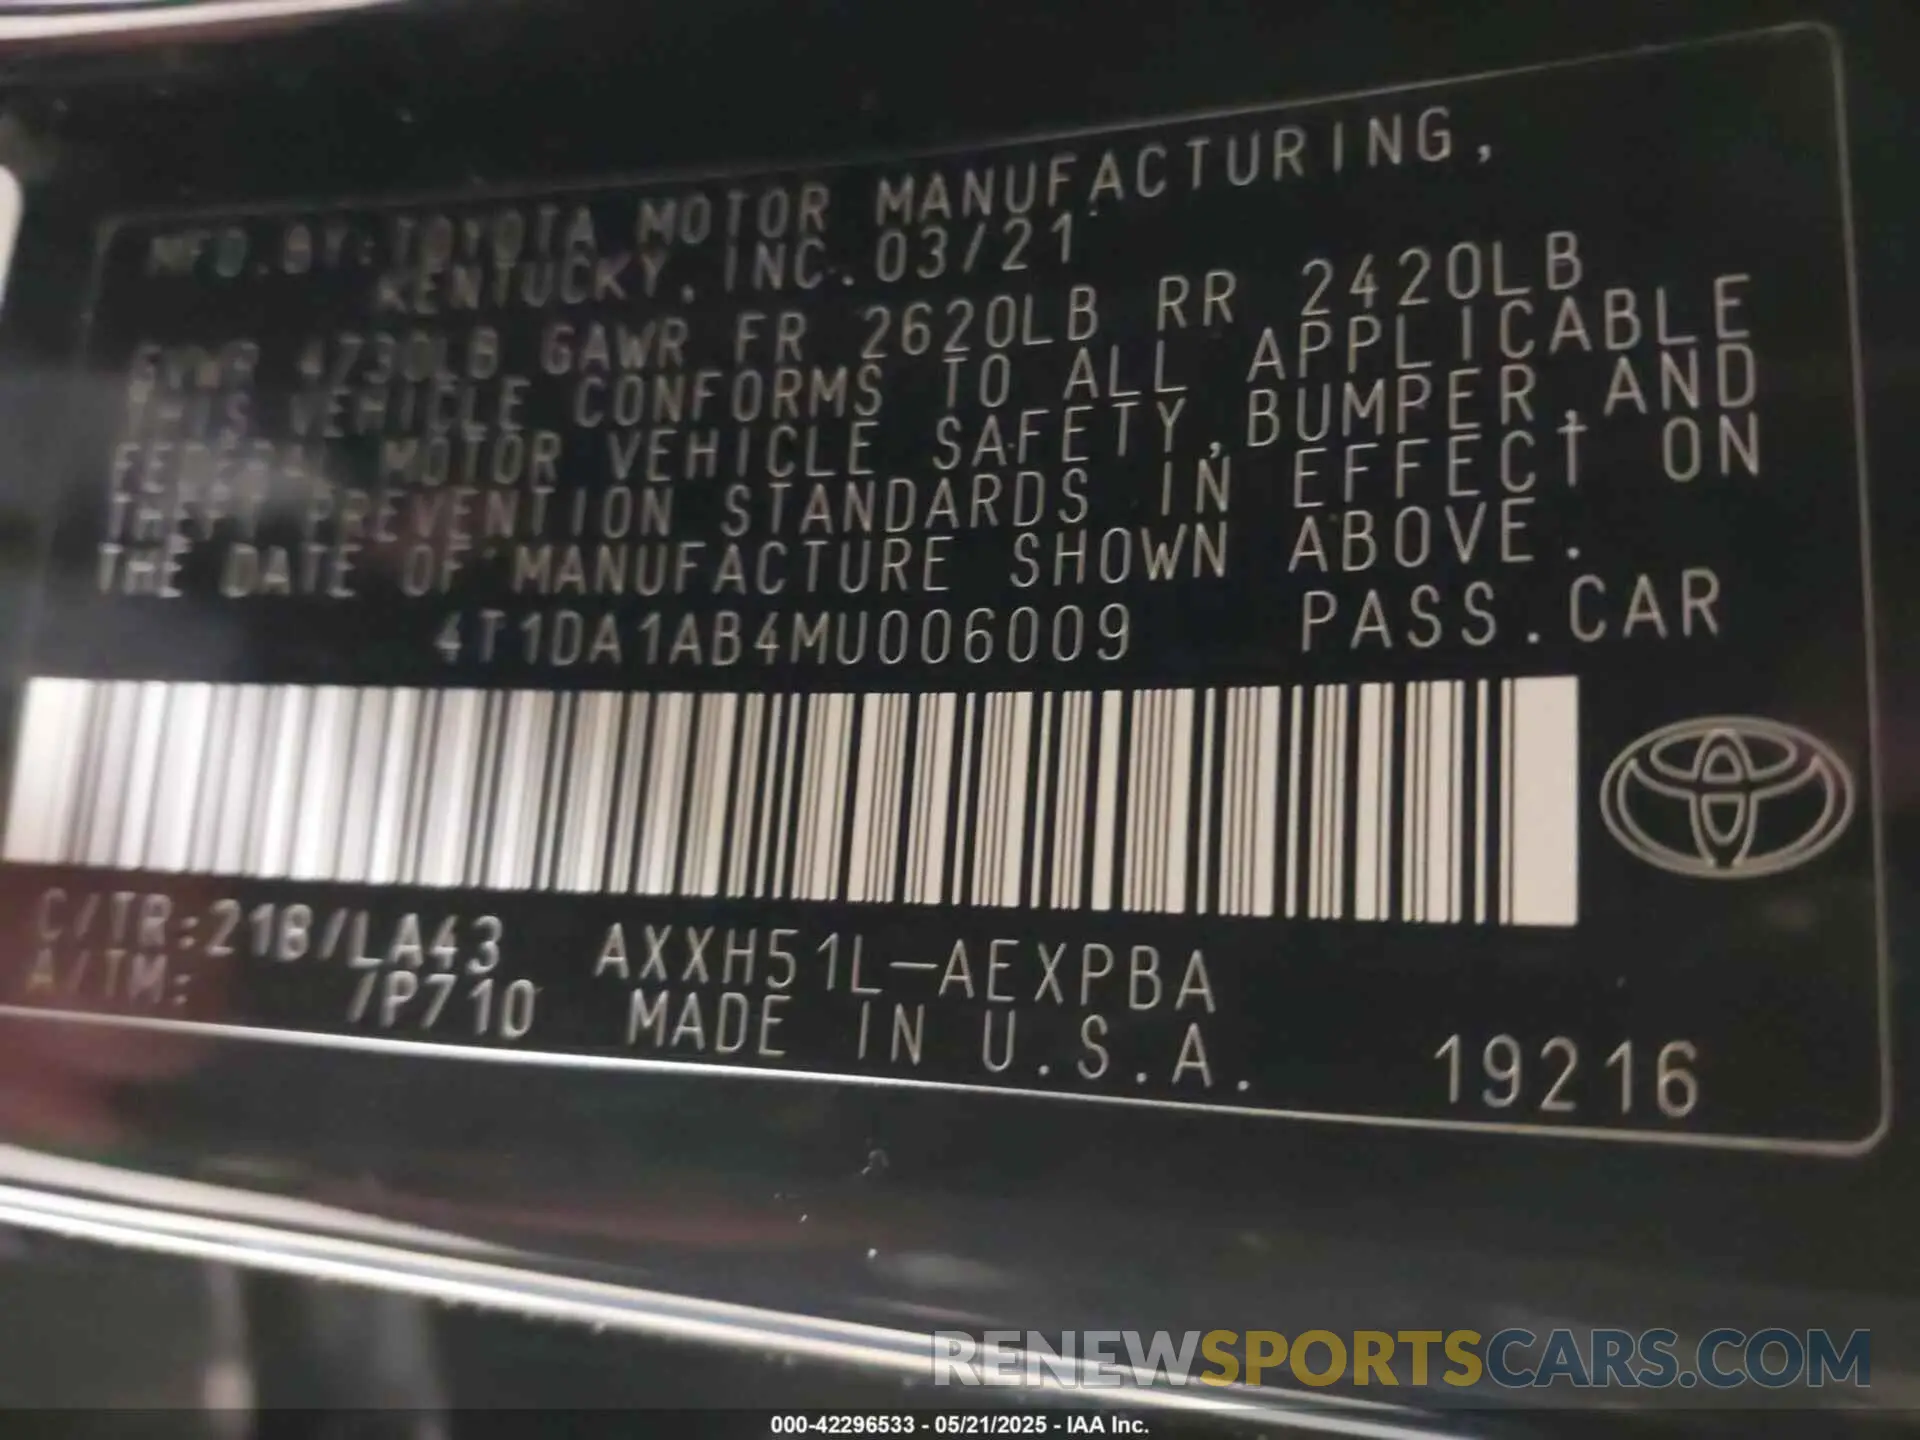 MFD.BY:TOYOTA MOTOR MANUFACTURING,
KENTUCKY, INC. 03/21
GVWR 4730LB GAWR FR 2620LB RR 2420LB
THIS VEHICLE CONFORMS TO ALL APPLICABLE
FEDERAL MOTOR VEHICLE SAFETY,BUMPER,AND
THEFT PREVENTION STANDARDS IN EFFECT ON
THE DATE OF MANUFACTURE SHOWN ABOVE.
4T1DA1AB4MU006009 PASS.CAR
C/TR:218/LA43 AXXH51L-AEXPBA
A/TM: /P710 MADE IN U.S.A. 19216
RENEWSPORTSCARS.COM
000-42296533 - 05/21/2025 - IAA Inc.